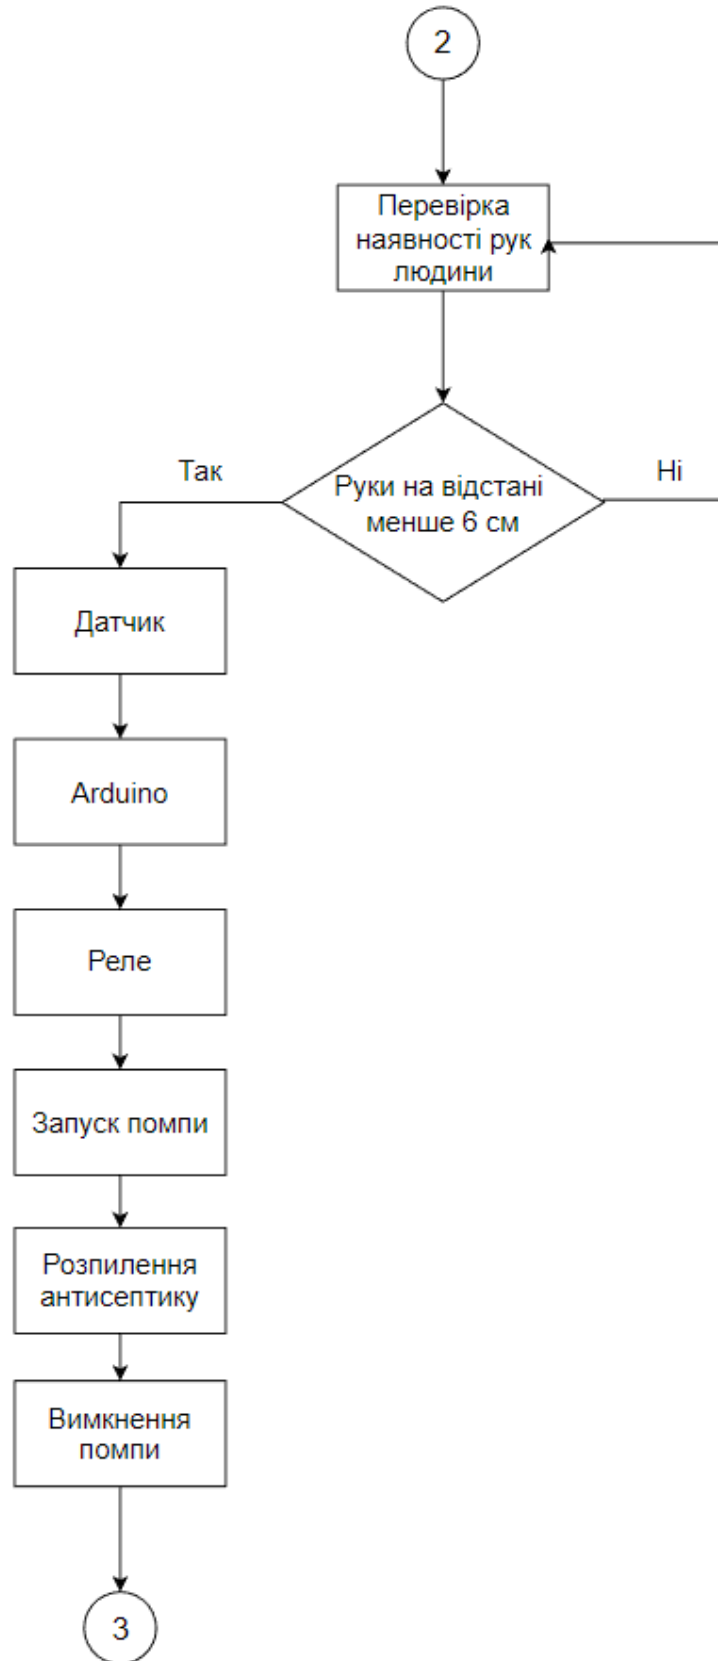 2
Перевірка
наявності рук
людини
Так
Руки на відстані
менше 6 см
Ні
Датчик
Arduino
Реле
Запуск помпи
Розпилення
антисептику
Вимкнення
помпи
3